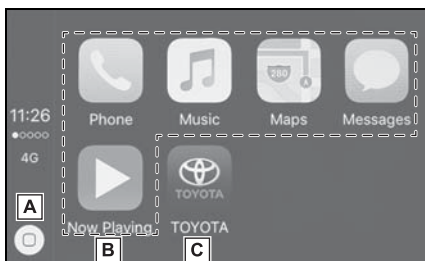 11:26
4G
A
Phone
Music
280
Maps
Messages
Now Playing
B
TOYOTA
TOYOTA
C